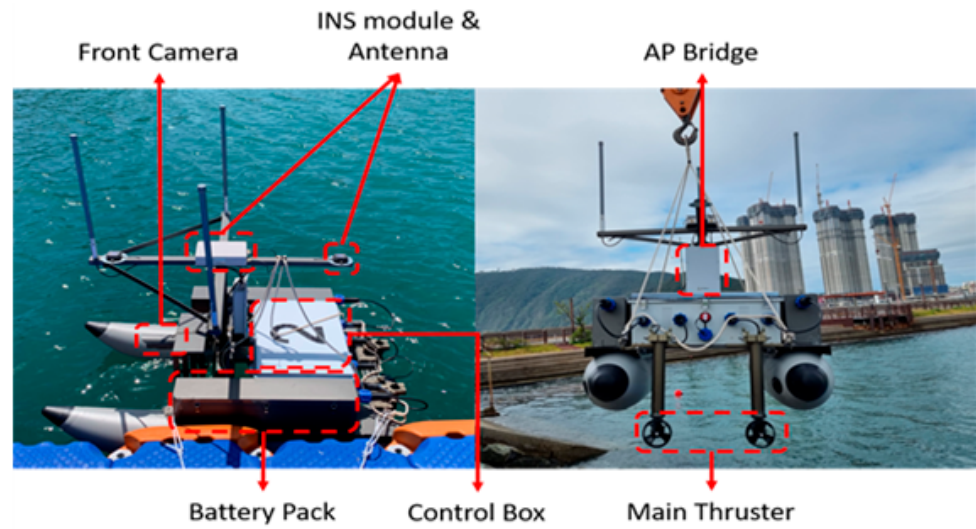 INS module &
Front Camera
Antenna
AP Bridge
Battery Pack
Control Box
Main Thruster